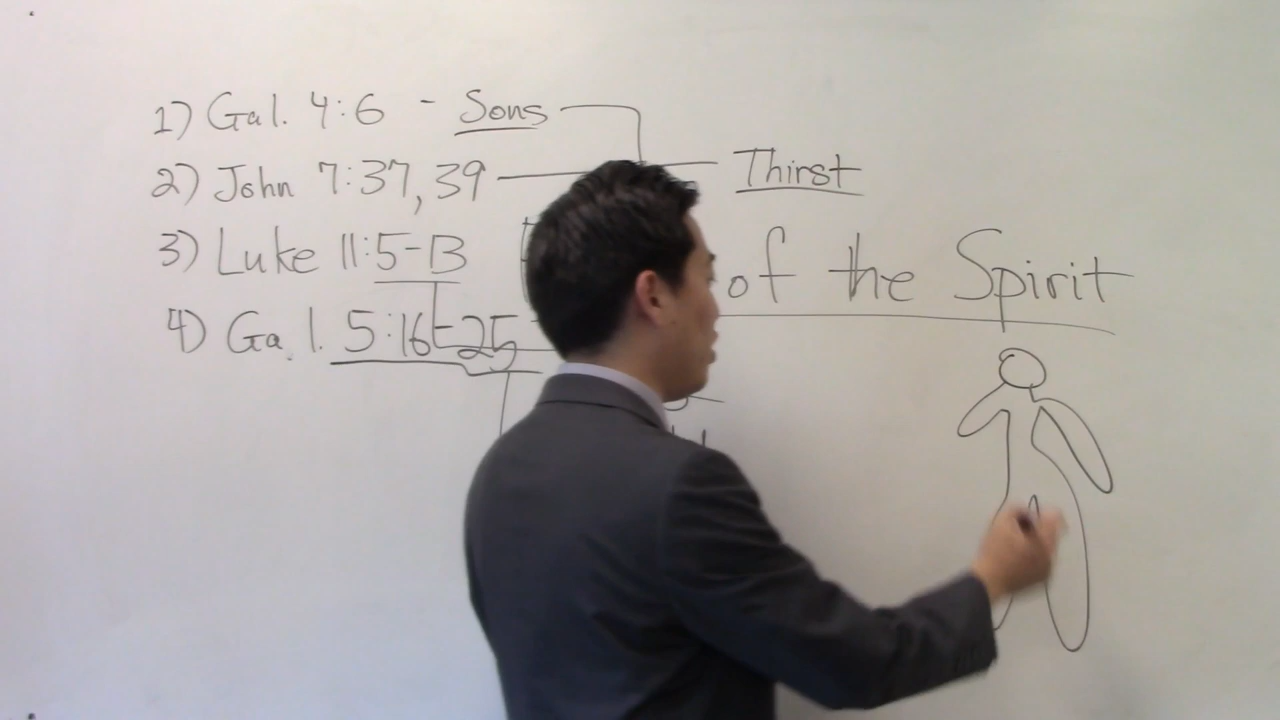 1) Gal. 4:6 - Sons
2) John 7:37, 39 Thirst
3) Luke 11:5-13
of the Spirit
4) Gal. 5:16-25